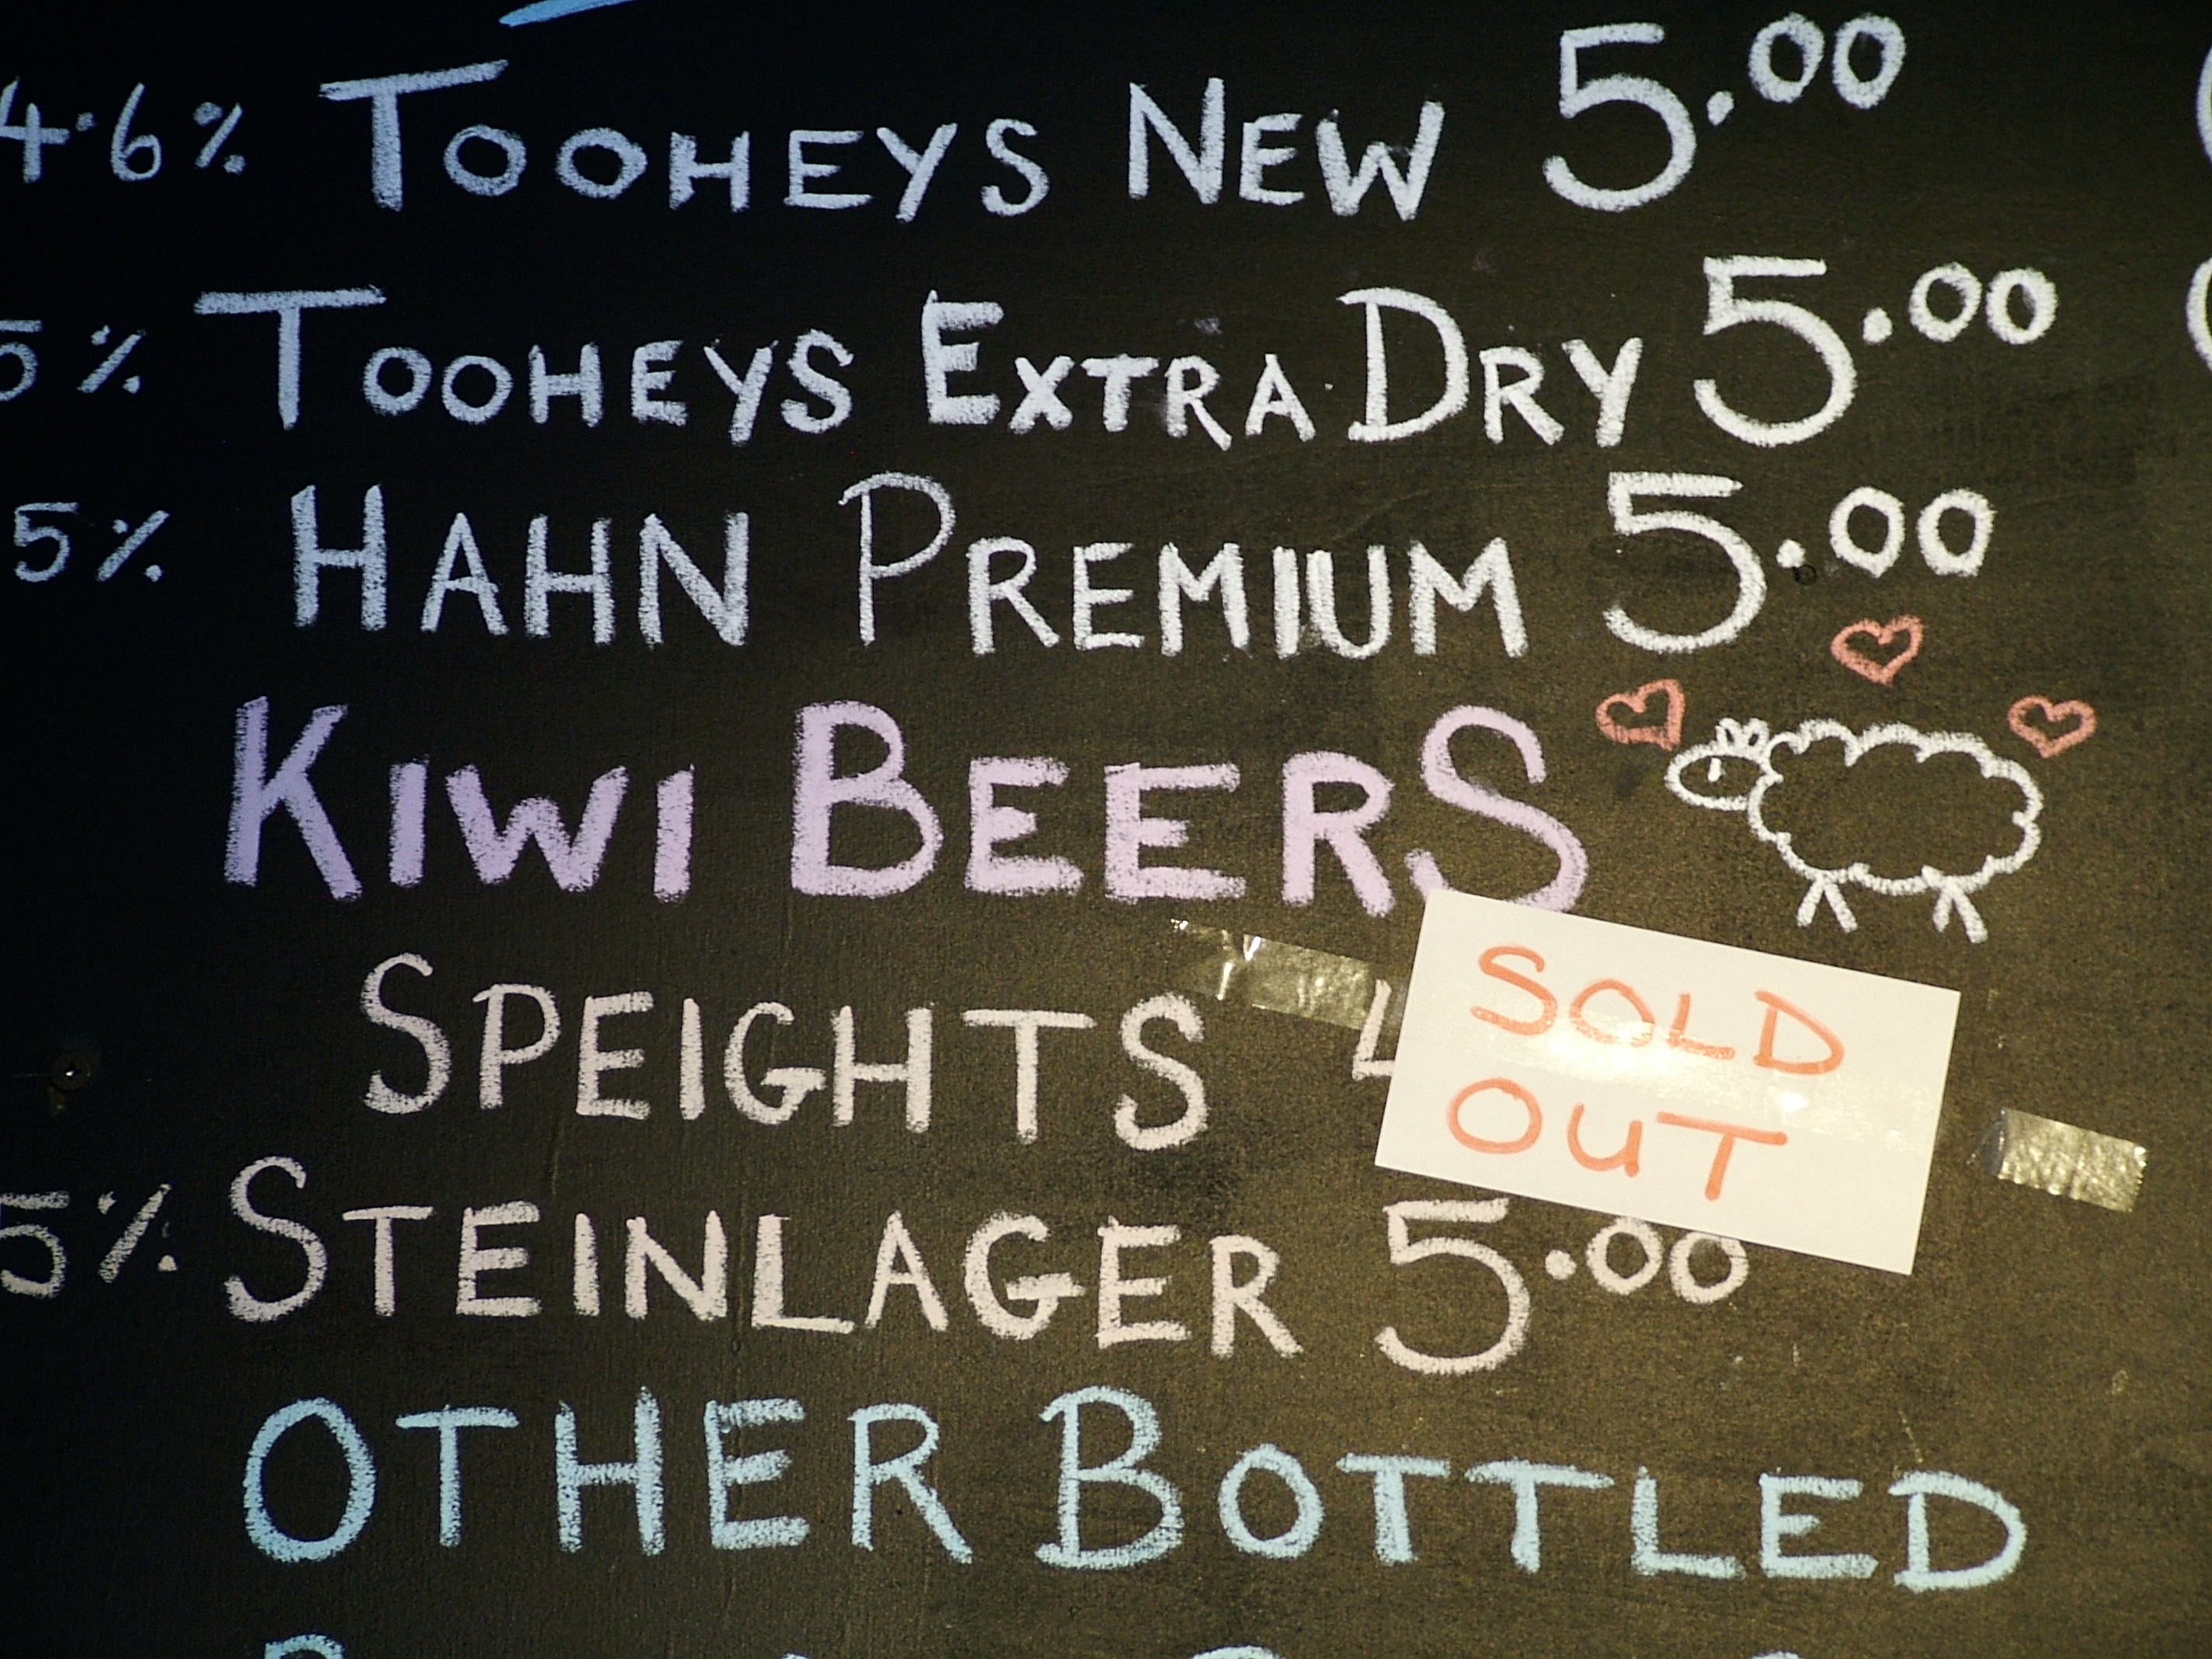 4.6% TOOHEYS NEW 5.00
5% TOOHEYS EXTRA DRY 5.00
5% HAHN PREMIUM 5.00
KIWI BEERS
SPEIGHTS
SOLD
OUT
5% STEINLAGER 5.00
OTHER BOTTLED